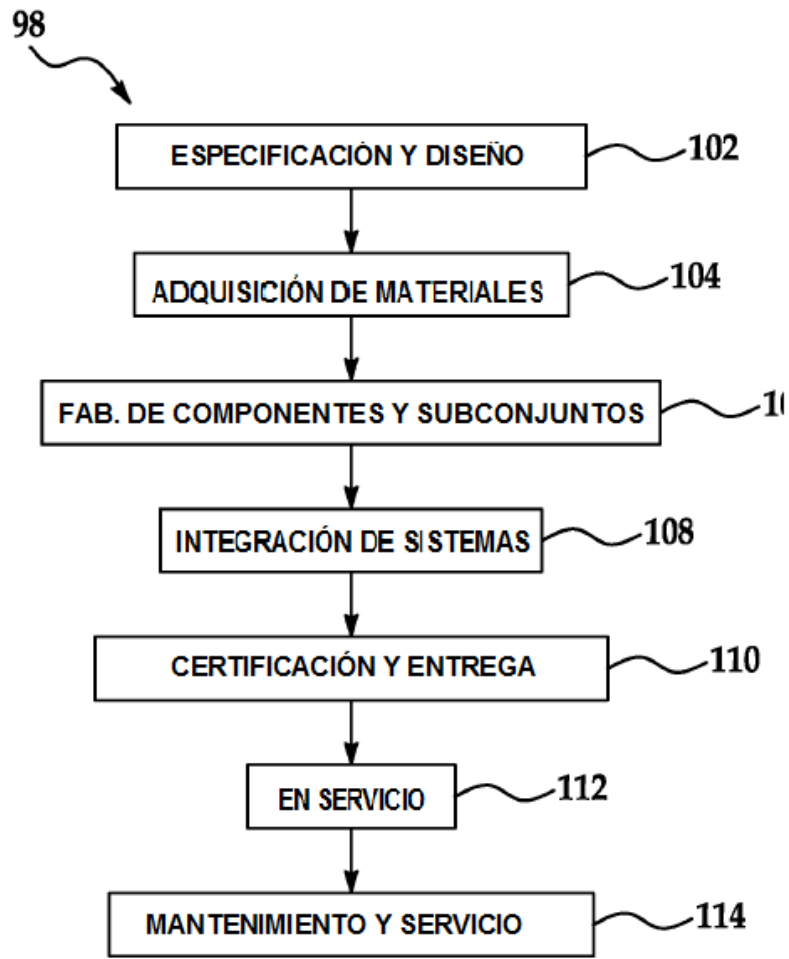 98
ESPECIFICACIÓN Y DISEÑO
102
ADQUISICIÓN DE MATERIALES
104
FAB. DE COMPONENTES Y SUBCONJUNTOS
INTEGRACIÓN DE SISTEMAS
108
CERTIFICACIÓN Y ENTREGA
110
EN SERVICIO
112
MANTENIMIENTO Y SERVICIO
114